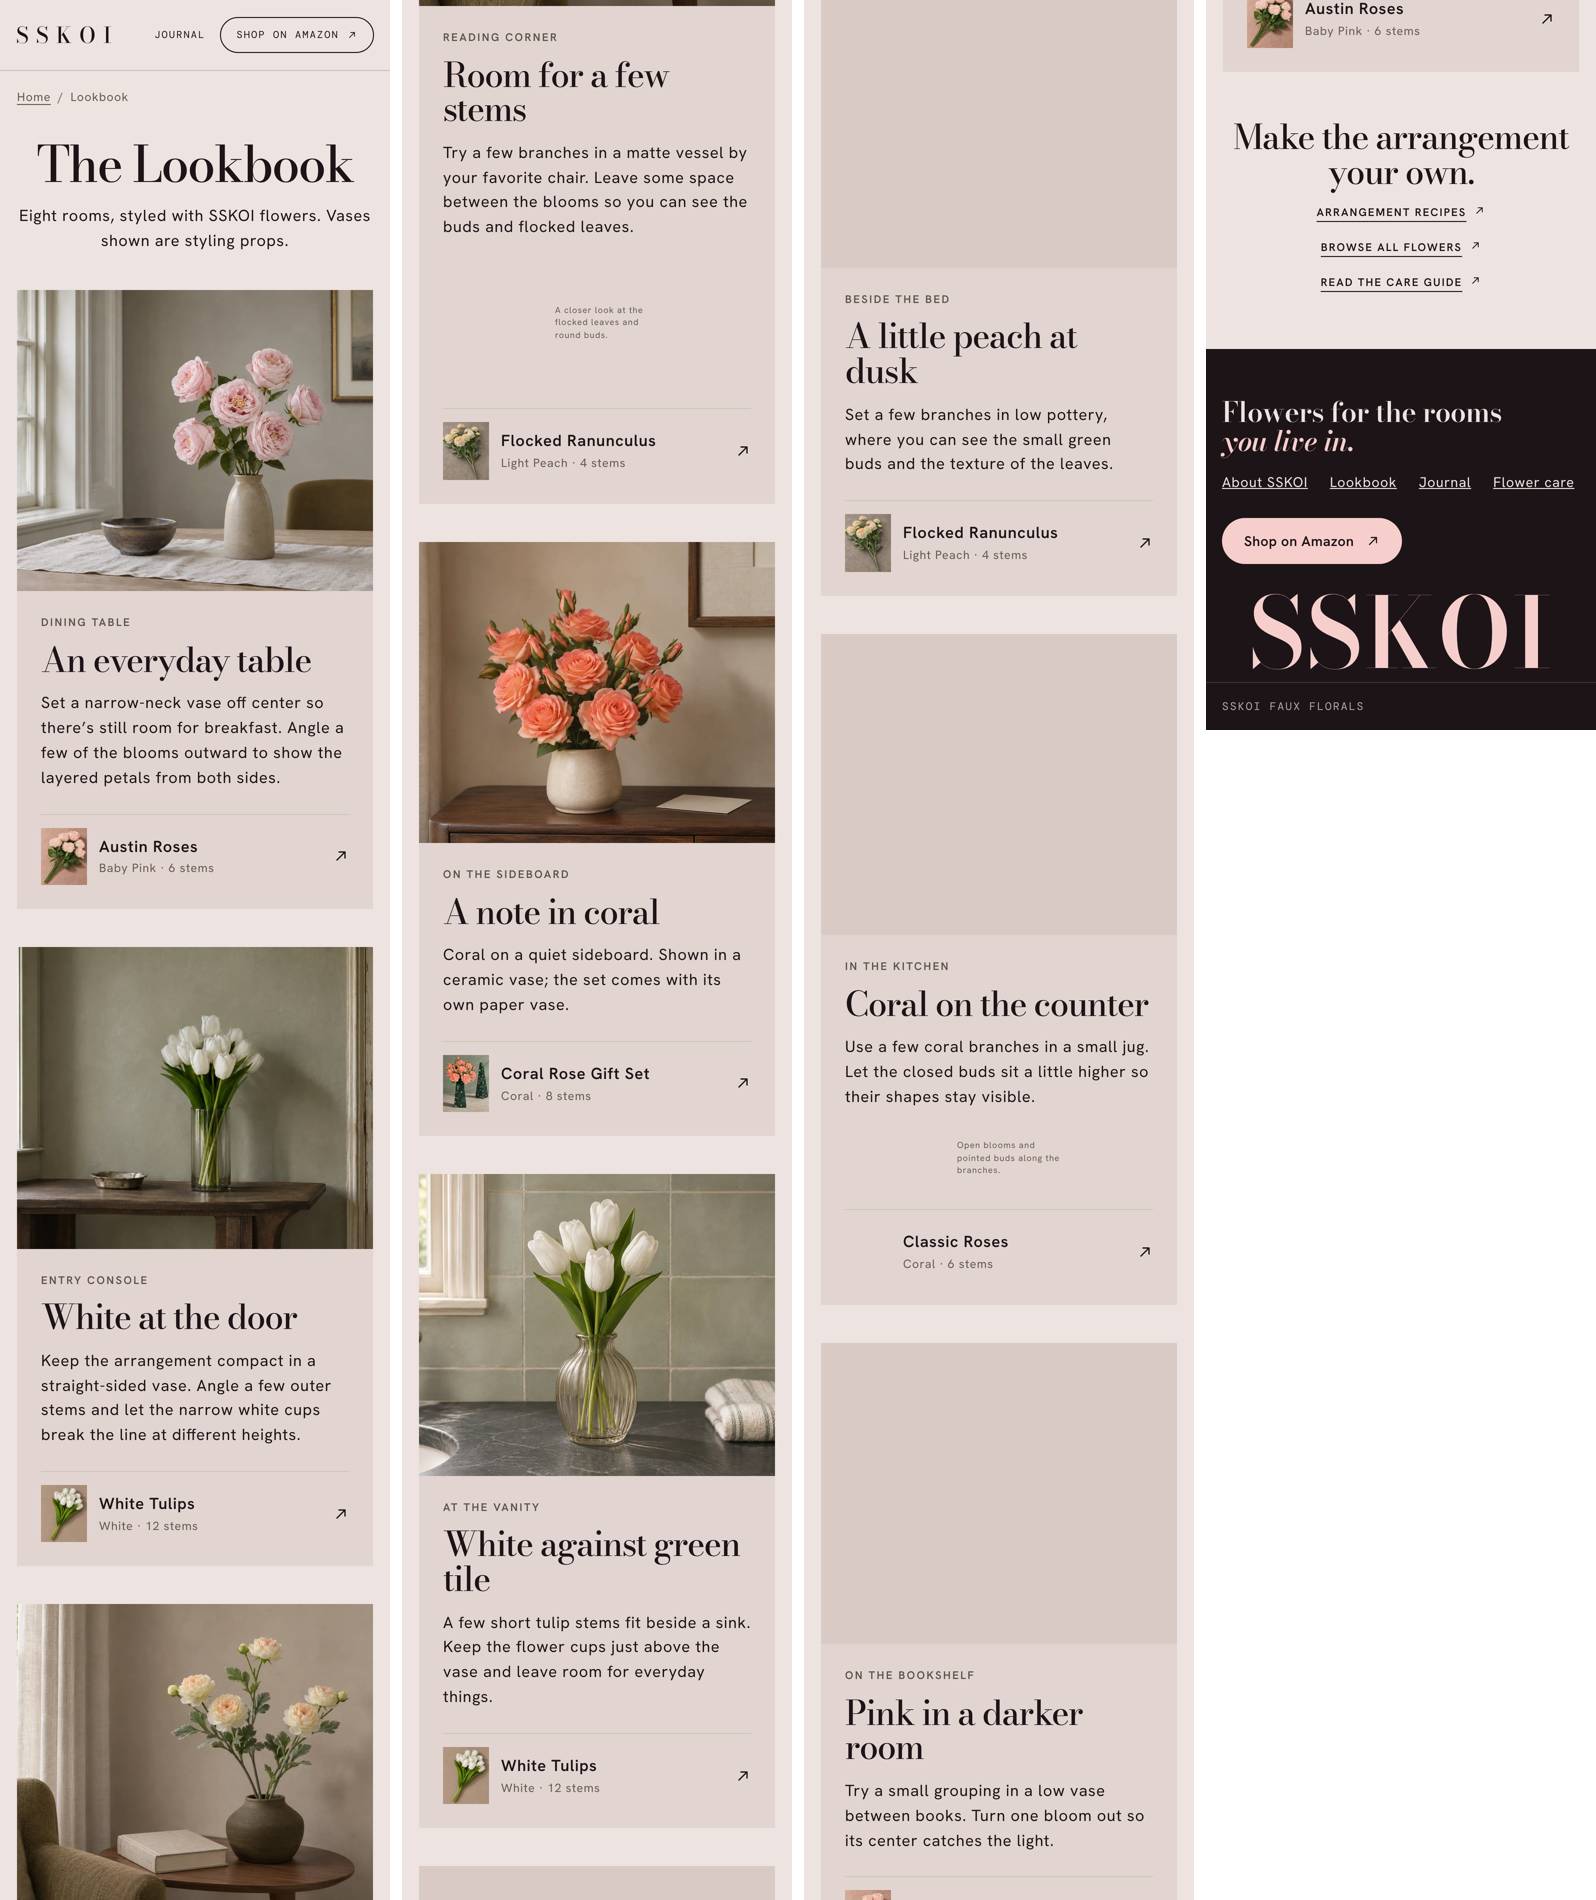 SSKOI
JOURNAL
SHOP ON AMAZON ↗
Home / Lookbook
The Lookbook
Eight rooms, styled with SSKOI flowers. Vases
shown are styling props.
DINING TABLE
An everyday table
Set a narrow-neck vase off center so
there’s still room for breakfast. Angle a
few of the blooms outward to show the
layered petals from both sides.
Austin Roses
Baby Pink · 6 stems
↗
ENTRY CONSOLE
White at the door
Keep the arrangement compact in a
straight-sided vase. Angle a few outer
stems and let the narrow white cups
break the line at different heights.
White Tulips
White · 12 stems
↗
READING CORNER
Room for a few
stems
Try a few branches in a matte vessel by
your favorite chair. Leave some space
between the blooms so you can see the
buds and flocked leaves.
A closer look at the
flocked leaves and
round buds.
Flocked Ranunculus
Light Peach · 4 stems
↗
ON THE SIDEBOARD
A note in coral
Coral on a quiet sideboard. Shown in a
ceramic vase; the set comes with its
own paper vase.
Coral Rose Gift Set
Coral · 8 stems
↗
AT THE VANITY
White against green
tile
A few short tulip stems fit beside a sink.
Keep the flower cups just above the
vase and leave room for everyday
things.
White Tulips
White · 12 stems
↗
BESIDE THE BED
A little peach at
dusk
Set a few branches in low pottery,
where you can see the small green
buds and the texture of the leaves.
Flocked Ranunculus
Light Peach · 4 stems
↗
IN THE KITCHEN
Coral on the counter
Use a few coral branches in a small jug.
Let the closed buds sit a little higher so
their shapes stay visible.
Open blooms and
pointed buds along the
branches.
Classic Roses
Coral · 6 stems
↗
ON THE BOOKSHELF
Pink in a darker
room
Try a small grouping in a low vase
between books. Turn one bloom out so
its center catches the light.
Austin Roses
Baby Pink · 6 stems
↗
Make the arrangement
your own.
ARRANGEMENT RECIPES ↗
BROWSE ALL FLOWERS ↗
READ THE CARE GUIDE ↗
Flowers for the rooms
you live in.
About SSKOI Lookbook Journal Flower care
Shop on Amazon ↗
SSKOI
SSKOI FAUX FLORALS